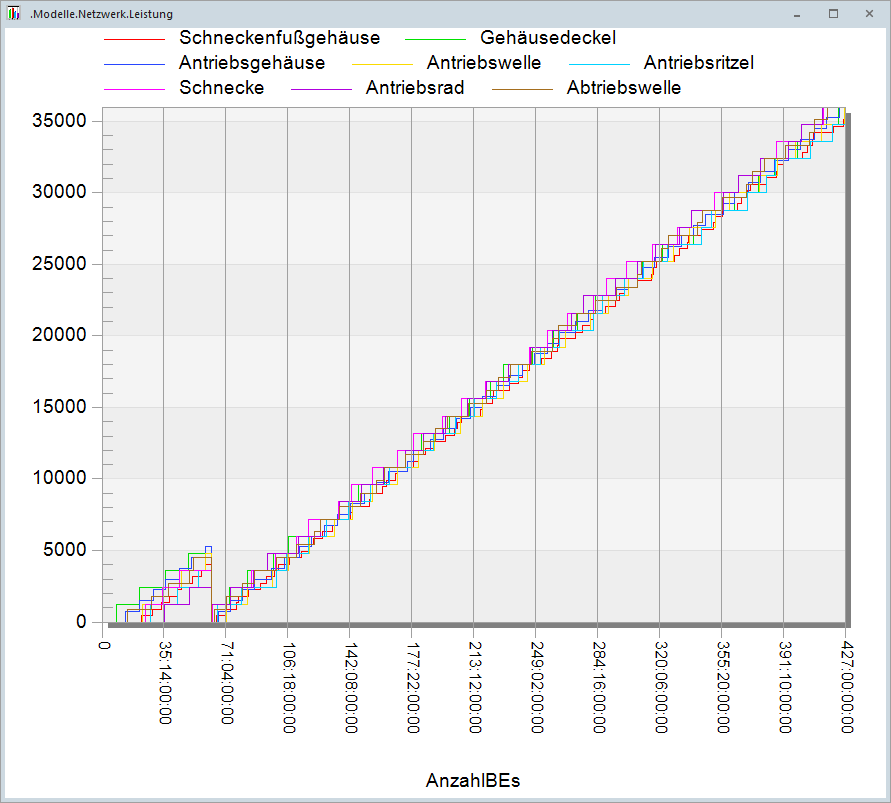 .Modelle.Netzwerk.Leistung
Schneckenfußgehäuse Gehäusedeckel
Antriebsgehäuse Antriebswelle Antriebsritzel
Schnecke Antriebsrad Abtriebswelle
35000
30000
25000
20000
15000
10000
5000
0
0 35:14:00:00 71:04:00:00 106:18:00:00 142:08:00:00 177:22:00:00 213:12:00:00 249:02:00:00 284:16:00:00 320:06:00:00 355:20:00:00 391:10:00:00 427:00:00:00
AnzahlBEs